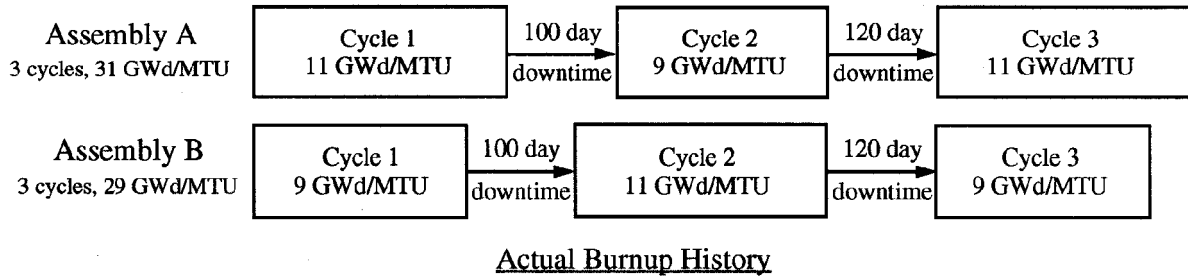 Assembly A
3 cycles, 31 GWd/MTU
Cycle 1
11 GWd/MTU
100 day
downtime
Cycle 2
9 GWd/MTU
120 day
downtime
Cycle 3
11 GWd/MTU
Assembly B
3 cycles, 29 GWd/MTU
Cycle 1
9 GWd/MTU
100 day
downtime
Cycle 2
11 GWd/MTU
120 day
downtime
Cycle 3
9 GWd/MTU
Actual Burnup History